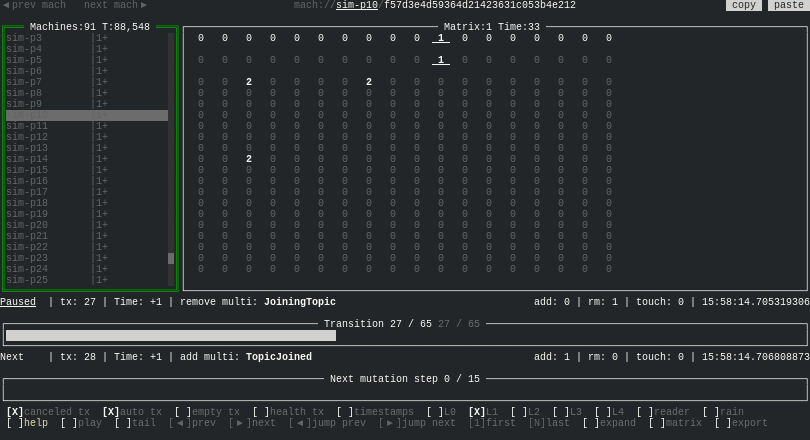 ◀ prev mach   next mach ▶   mach://sim-p10/f57d3e4d59364d21423631c053b4e212   copy   paste
Machines:91 T:88,548   Matrix:1 Time:33
sim-p3 |1+ 0 0 0 0 0 0 0 0 0 0 1 0 0 0 0 0 0 0
sim-p4 |1+
sim-p5 |1+ 0 0 0 0 0 0 0 0 0 0 1 0 0 0 0 0 0 0
sim-p6 |1+
sim-p7 |1+ 0 0 2 0 0 0 0 2 0 0 0 0 0 0 0 0 0 0
sim-p8 |1+ 0 0 0 0 0 0 0 0 0 0 0 0 0 0 0 0 0 0
sim-p9 |1+ 0 0 0 0 0 0 0 0 0 0 0 0 0 0 0 0 0 0
0 0 0 0 0 0 0 0 0 0 0 0 0 0 0 0 0 0
sim-p11 |1+ 0 0 0 0 0 0 0 0 0 0 0 0 0 0 0 0 0 0
sim-p12 |1+ 0 0 0 0 0 0 0 0 0 0 0 0 0 0 0 0 0 0
sim-p13 |1+ 0 0 0 0 0 0 0 0 0 0 0 0 0 0 0 0 0 0
sim-p14 |1+ 0 0 2 0 0 0 0 0 0 0 0 0 0 0 0 0 0 0
sim-p15 |1+ 0 0 0 0 0 0 0 0 0 0 0 0 0 0 0 0 0 0
sim-p16 |1+ 0 0 0 0 0 0 0 0 0 0 0 0 0 0 0 0 0 0
sim-p17 |1+ 0 0 0 0 0 0 0 0 0 0 0 0 0 0 0 0 0 0
sim-p18 |1+ 0 0 0 0 0 0 0 0 0 0 0 0 0 0 0 0 0 0
sim-p19 |1+ 0 0 0 0 0 0 0 0 0 0 0 0 0 0 0 0 0 0
sim-p20 |1+ 0 0 0 0 0 0 0 0 0 0 0 0 0 0 0 0 0 0
sim-p21 |1+ 0 0 0 0 0 0 0 0 0 0 0 0 0 0 0 0 0 0
sim-p22 |1+ 0 0 0 0 0 0 0 0 0 0 0 0 0 0 0 0 0 0
sim-p23 |1+ 0 0 0 0 0 0 0 0 0 0 0 0 0 0 0 0 0 0
sim-p24 |1+ 0 0 0 0 0 0 0 0 0 0 0 0 0 0 0 0 0 0
sim-p25 |1+
Paused | tx: 27 | Time: +1 | remove multi: JoiningTopic   add: 0 | rm: 1 | touch: 0 | 15:58:14.705319306
Transition 27 / 65 27 / 65
Next | tx: 28 | Time: +1 | add multi: TopicJoined   add: 1 | rm: 0 | touch: 0 | 15:58:14.706808873
Next mutation step 0 / 15
[X]canceled tx [X]auto tx [ ]empty tx [ ]health tx [ ]timestamps [ ]L0 [X]L1 [ ]L2 [ ]L3 [ ]L4 [ ]reader [ ]rain
[ ]help [ ]play [ ]tail [◀]prev [▶]next [◀]jump prev [▶]jump next [1]first [N]last [ ]expand [ ]matrix [ ]export